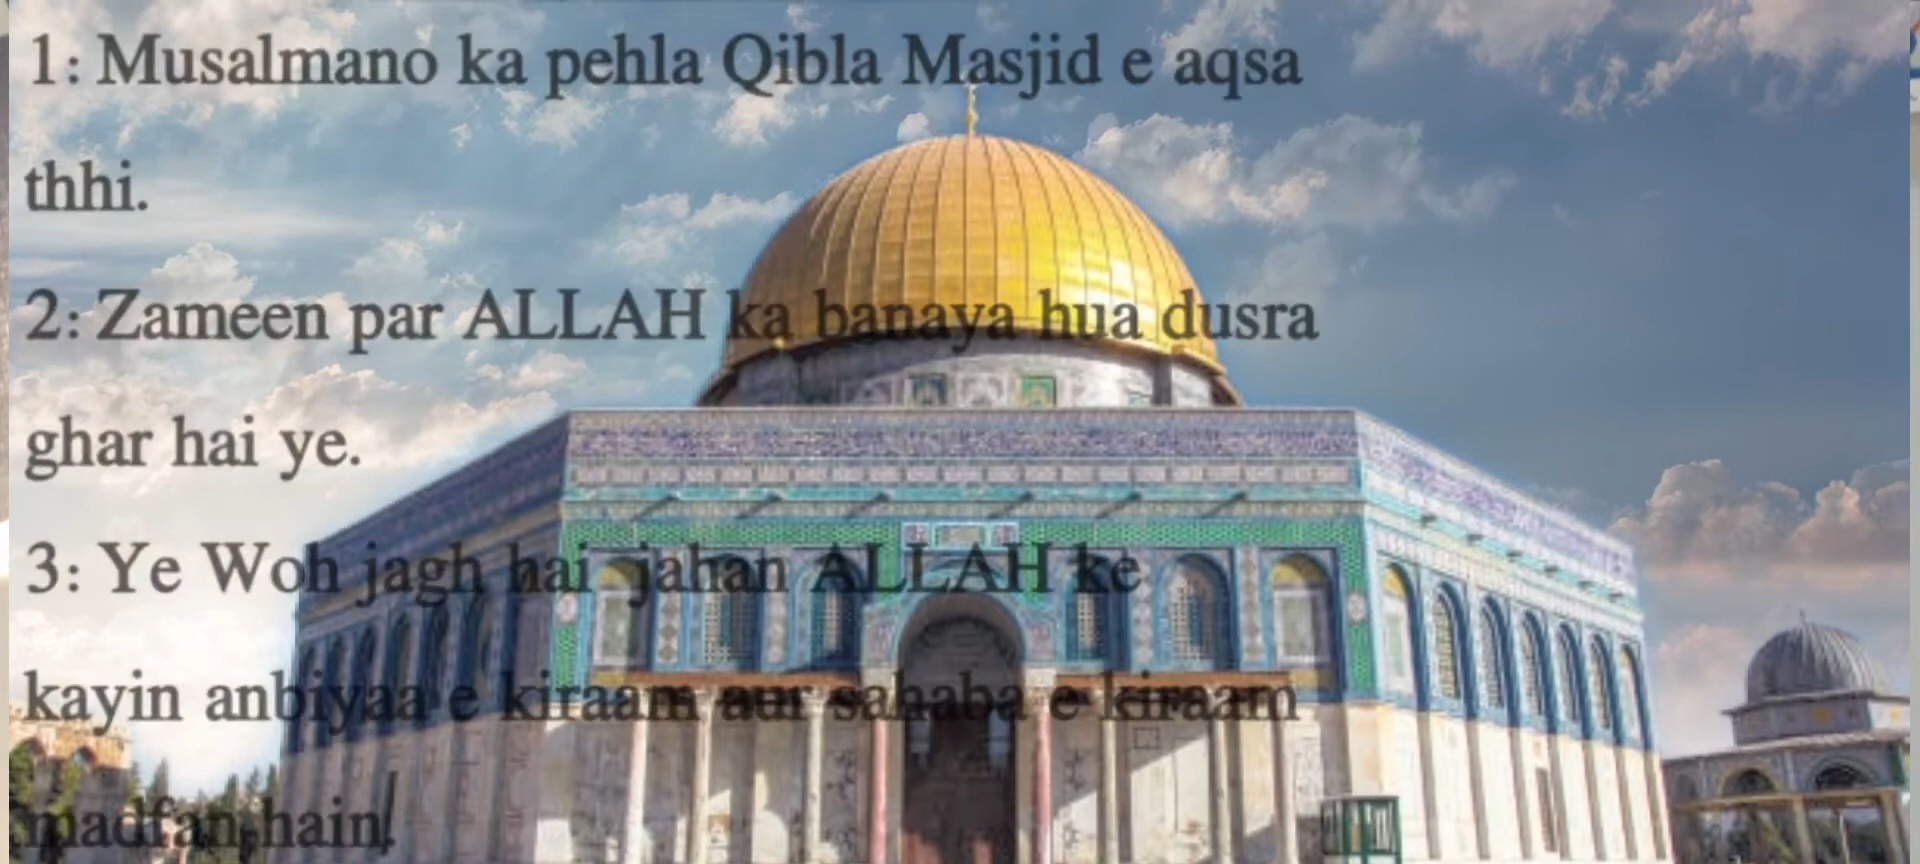 1: Musalmano ka pehla Qibla Masjid e aqsa
thhi.
2: Zameen par ALLAH ka banaya hua dusra
ghar hai ye.
3: Ye Woh jagh hai jahan ALLAH ke
kayin anbiyaa e kiraam aur sahaba e kiraam
madfan hain.